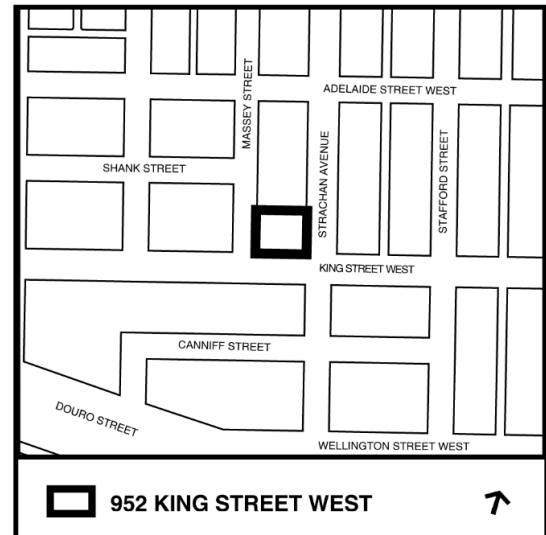 MASSEY STREET
ADELAIDE STREET WEST
SHANK STREET
STRACHAN AVENUE
STAFFORD STREET
KING STREET WEST
CANNIFF STREET
DOURO STREET
WELLINGTON STREET WEST
952 KING STREET WEST